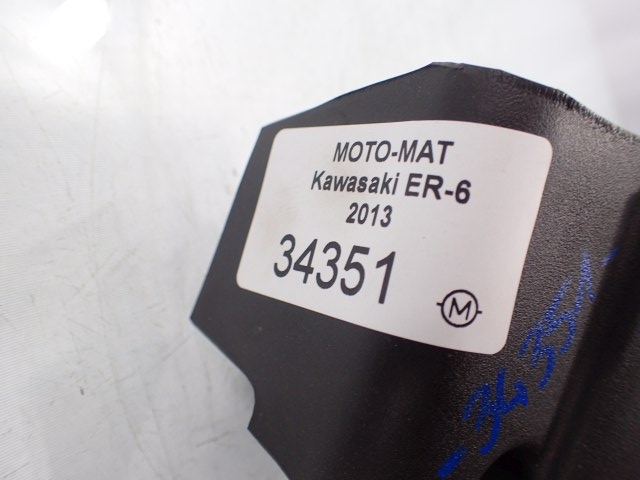 MOTO-MAT
Kawasaki ER-6
2013
34351
M